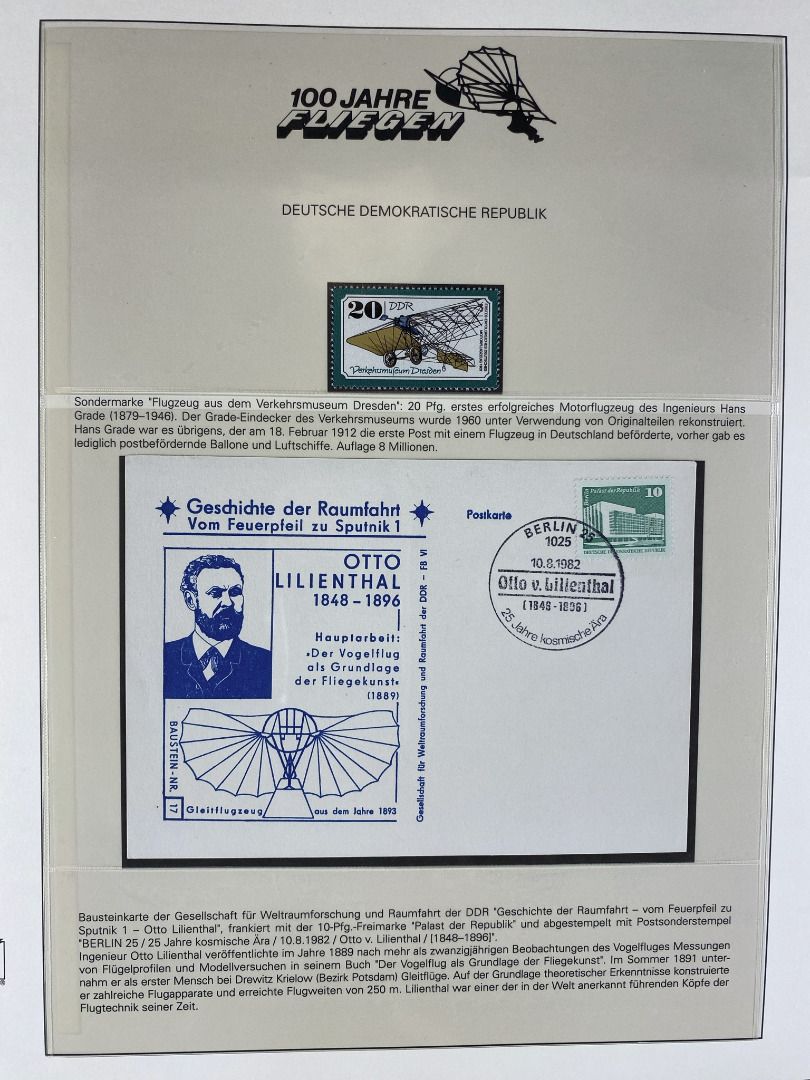 100 JAHRE
FLIEGEN
DEUTSCHE DEMOKRATISCHE REPUBLIK
20 DDR
Verkehrsmuseum Dresden
Sondermarke "Flugzeug aus dem Verkehrsmuseum Dresden": 20 Pfg. erstes erfolgreiches Motorflugzeug des Ingenieurs Hans
Grade (1879–1946). Der Grade-Eindecker des Verkehrsmuseums wurde 1960 unter Verwendung von Originalteilen rekonstruiert.
Hans Grade war es übrigens, der am 18. Februar 1912 die erste Post mit einem Flugzeug in Deutschland beförderte, vorher gab es
lediglich postbefördernde Ballone und Luftschiffe. Auflage 8 Millionen.
Geschichte der Raumfahrt
Vom Feuerpfeil zu Sputnik 1
OTTO
LILIENTHAL
1848 – 1896
Hauptarbeit:
»Der Vogelflug
als Grundlage
der Fliegekunst«
(1889)
BAUSTEIN-NR.
17
Gleitflugzeug aus dem Jahre 1893
Gesellschaft für Weltraumforschung und Raumfahrt der DDR – FB VI
Postkarte
Berlin Palast der Republik 10
DEUTSCHE DEMOKRATISCHE REPUBLIK
BERLIN 25
1025
10.8.1982
Otto v. Lilienthal
(1848-1896)
25 Jahre kosmische Ära
Bausteinkarte der Gesellschaft für Weltraumforschung und Raumfahrt der DDR "Geschichte der Raumfahrt – vom Feuerpfeil zu
Sputnik 1 – Otto Lilienthal", frankiert mit der 10-Pfg.-Freimarke "Palast der Republik" und abgestempelt mit Postsonderstempel
"BERLIN 25 / 25 Jahre kosmische Ära / 10.8.1982 / Otto v. Lilienthal / [1848–1896]".
Ingenieur Otto Lilienthal veröffentlichte im Jahre 1889 nach mehr als zwanzigjährigen Beobachtungen des Vogelfluges Messungen
von Flügelprofilen und Modellversuchen in seinem Buch "Der Vogelflug als Grundlage der Fliegekunst". Im Sommer 1891 unter-
nahm er als erster Mensch bei Drewitz Krielow (Bezirk Potsdam) Gleitflüge. Auf der Grundlage theoretischer Erkenntnisse konstruierte
er zahlreiche Flugapparate und erreichte Flugweiten von 250 m. Lilienthal war einer der in der Welt anerkannt führenden Köpfe der
Flugtechnik seiner Zeit.